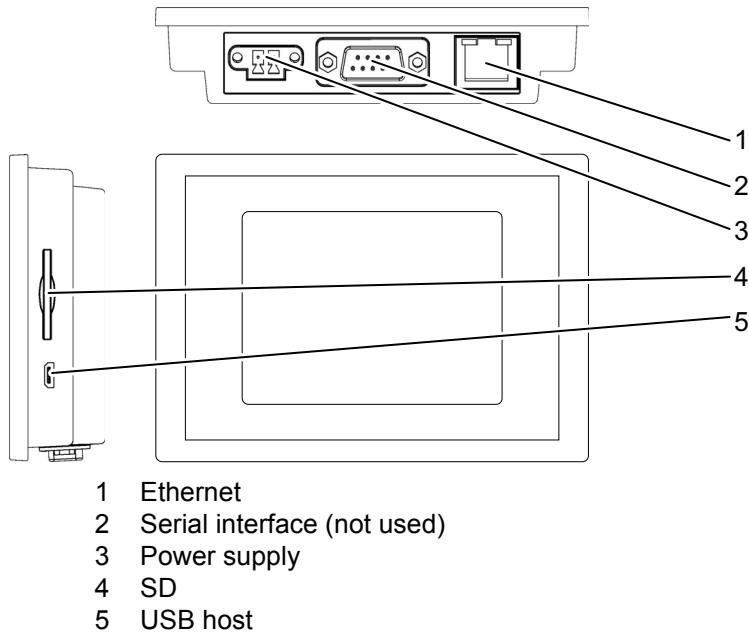 1
2
3
4
5
1 Ethernet
2 Serial interface (not used)
3 Power supply
4 SD
5 USB host